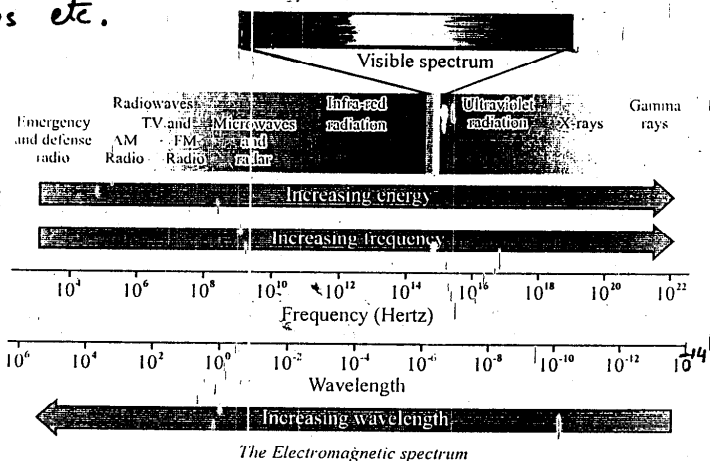 s etc.
Visible spectrum
Emergency and defense radio
Radiowaves
AM Radio
TV and FM Radio
Microwaves and radar
Infra-red radiation
Ultraviolet radiation
X-rays
Gamma rays
Increasing energy
Increasing frequency
10⁴ 10⁶ 10⁸ 10¹⁰ 10¹² 10¹⁴ 10¹⁶ 10¹⁸ 10²⁰ 10²²
Frequency (Hertz)
10⁶ 10⁴ 10² 10⁰ 10⁻² 10⁻⁴ 10⁻⁶ 10⁻⁸ 10⁻¹⁰ 10⁻¹² 10⁻¹⁴
Wavelength
Increasing wavelength
The Electromagnetic spectrum